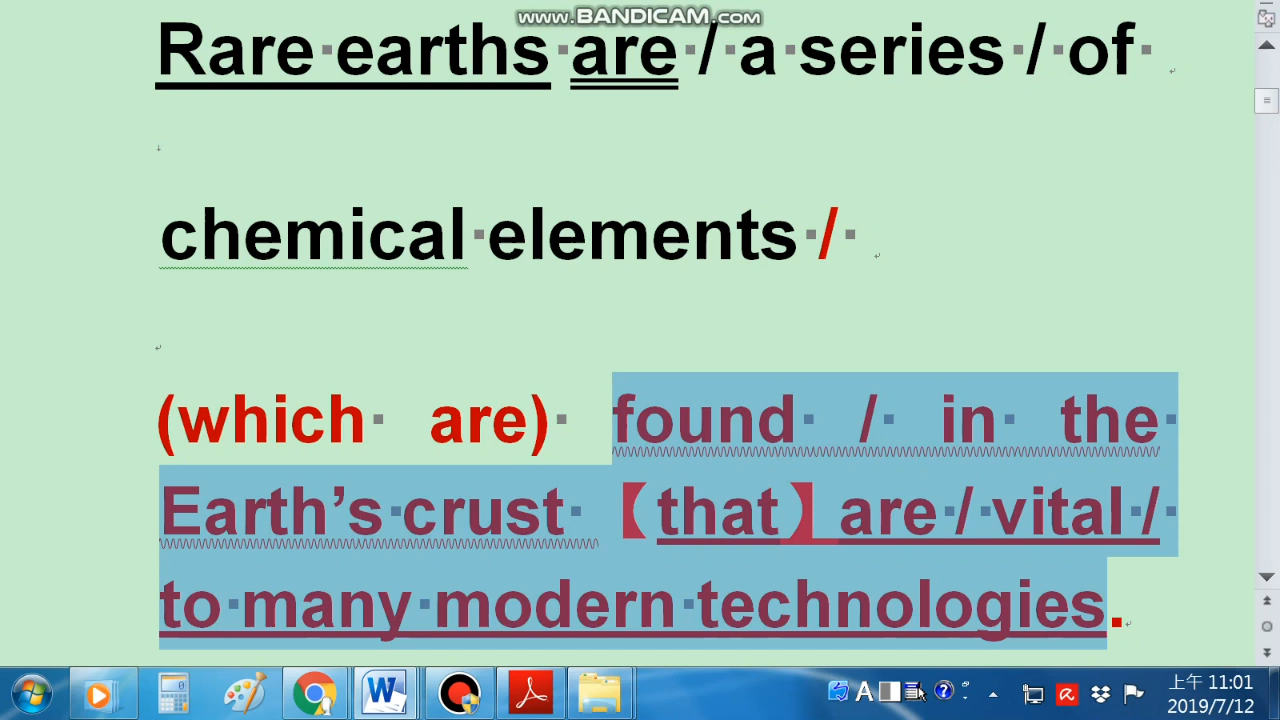 www.BANDICAM.com
Rare earths are / a series / of
chemical elements /
(which are) found / in the
Earth’s crust 【that】 are / vital /
to many modern technologies.
上午 11:01
2019/7/12